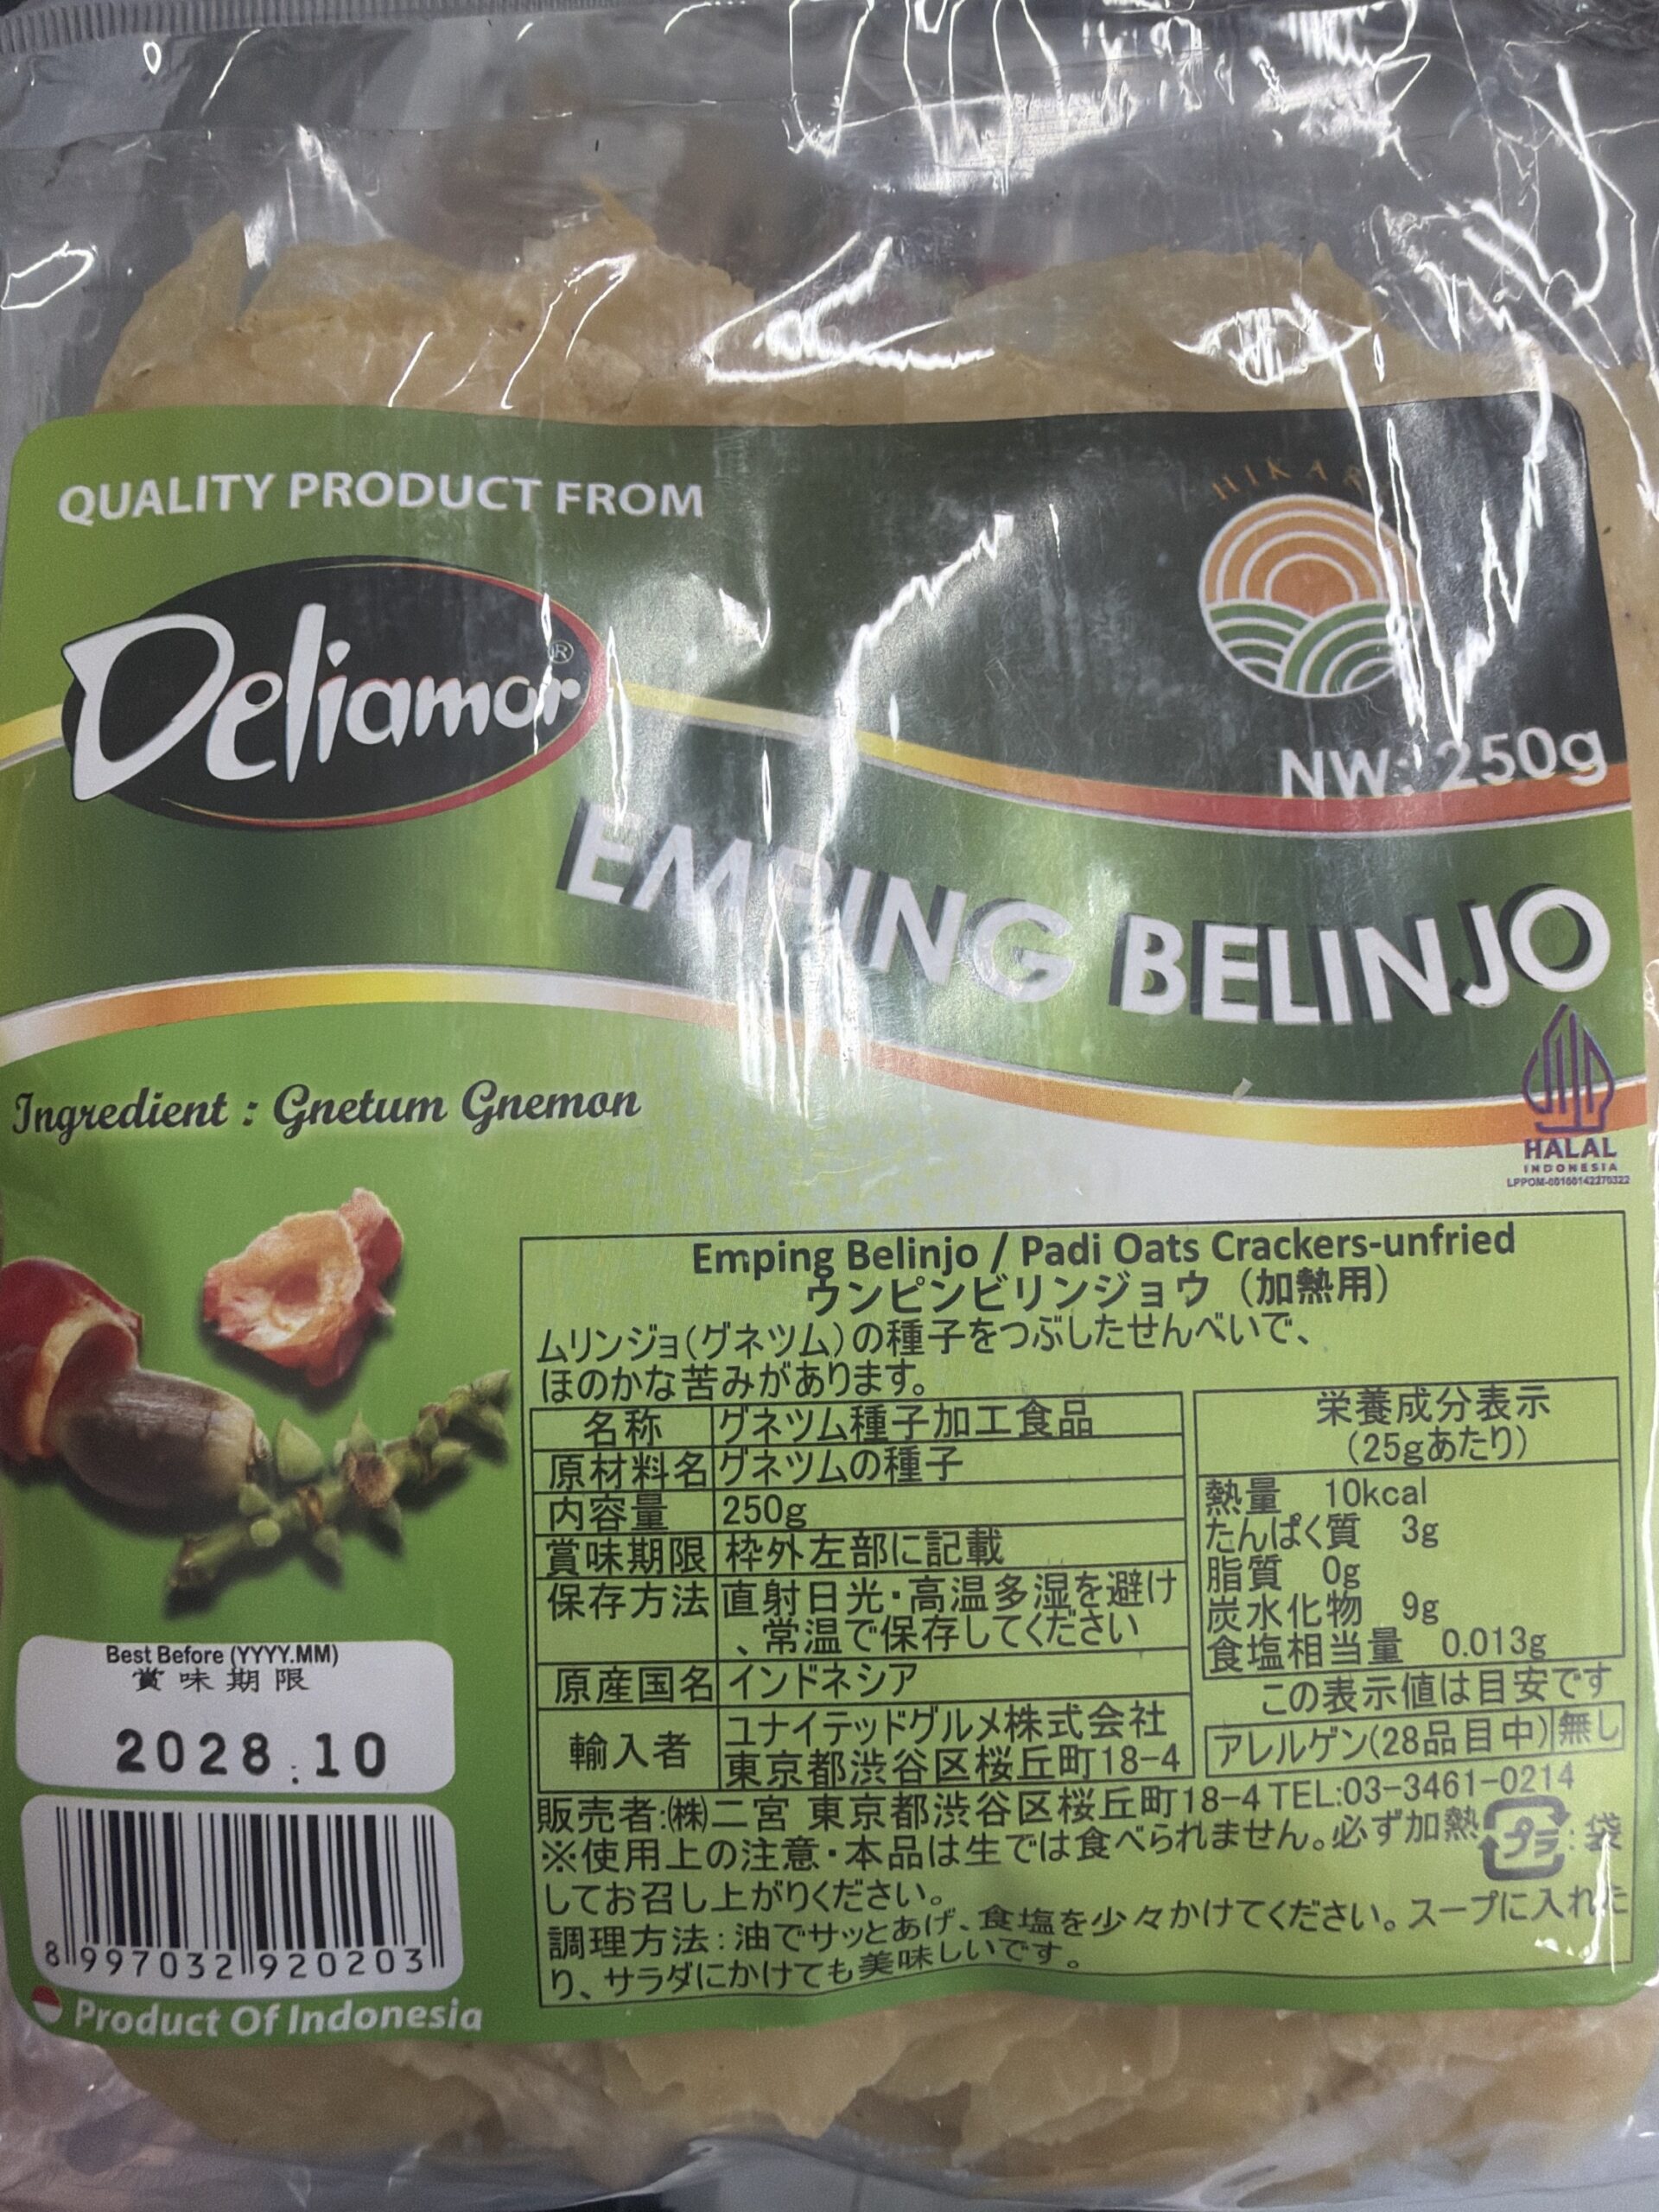 QUALITY PRODUCT FROM
HIKAR
Deliamor®
NW: 250g
EMPING BELINJO
Ingredient : Gnetum Gnemon
HALAL
INDONESIA
LPPOM-00100142270322
Emping Belinjo / Padi Oats Crackers-unfried
ウンピンビリンジョウ（加熱用）
ムリンジョ(グネツム)の種子をつぶしたせんべいで、
ほのかな苦みがあります。
名称 グネツム種子加工食品
原材料名 グネツムの種子
内容量 250g
賞味期限 枠外左部に記載
保存方法 直射日光・高温多湿を避け
、常温で保存してください
原産国名 インドネシア
輸入者 ユナイテッドグルメ株式会社
東京都渋谷区桜丘町18-4
栄養成分表示
(25gあたり)
熱量 10kcal
たんぱく質 3g
脂質 0g
炭水化物 9g
食塩相当量 0.013g
この表示値は目安です
アレルゲン(28品目中) 無し
販売者:㈱二宮 東京都渋谷区桜丘町18-4 TEL:03-3461-0214
※使用上の注意・本品は生では食べられません。必ず加熱
してお召し上がりください。
プラ:袋
調理方法:油でサッとあげ、食塩を少々かけてください。スープに入れた
り、サラダにかけても美味しいです。
Best Before (YYYY.MM)
賞味期限
2028.10
8 997032 920203
Product Of Indonesia